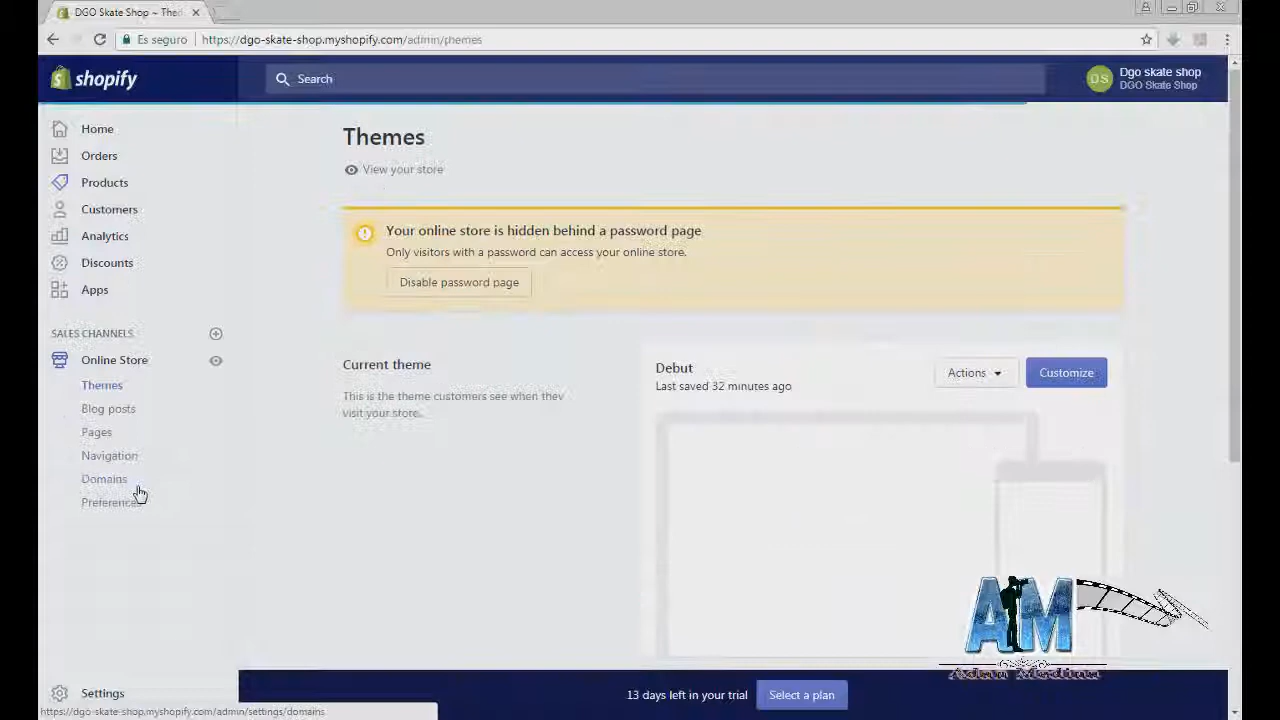 DGO Skate Shop ~ Them
Es seguro
https://dgo-skate-shop.myshopify.com/admin/themes
shopify
Search
DS
Dgo skate shop
DGO Skate Shop
Home
Orders
Products
Customers
Analytics
Discounts
Apps
SALES CHANNELS
Online Store
Themes
Blog posts
Pages
Navigation
Domains
Preferences
Settings
Themes
View your store
Your online store is hidden behind a password page
Only visitors with a password can access your online store.
Disable password page
Current theme
This is the theme customers see when they
visit your store.
Debut
Last saved 32 minutes ago
Actions
Customize
AM
13 days left in your trial
Select a plan
https://dgo-skate-shop.myshopify.com/admin/settings/domains